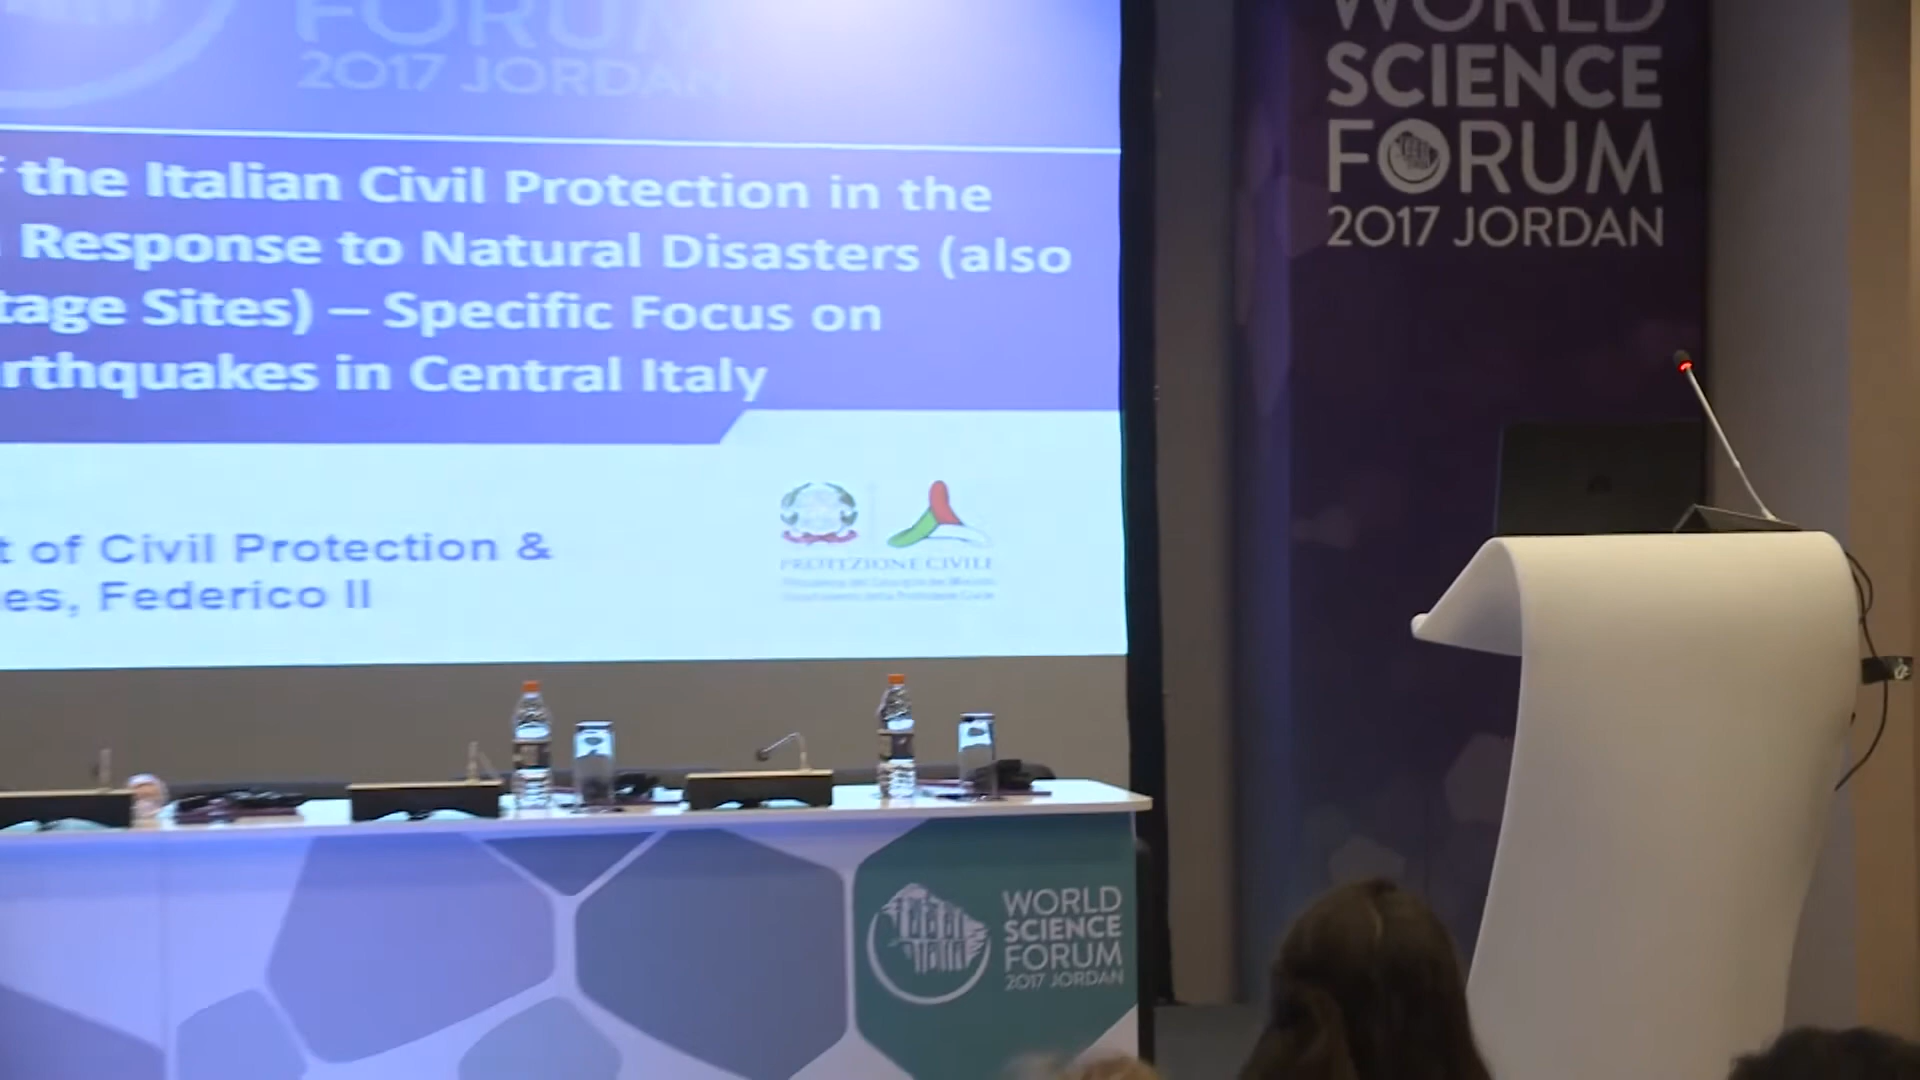 FORUM
2017 JORDAN
the Italian Civil Protection in the
Response to Natural Disasters (also
tage Sites) – Specific Focus on
rthquakes in Central Italy
t of Civil Protection &
es, Federico II
PROTEZIONE CIVILE
WORLD
SCIENCE
FORUM
2017 JORDAN
WORLD
SCIENCE
FORUM
2017 JORDAN